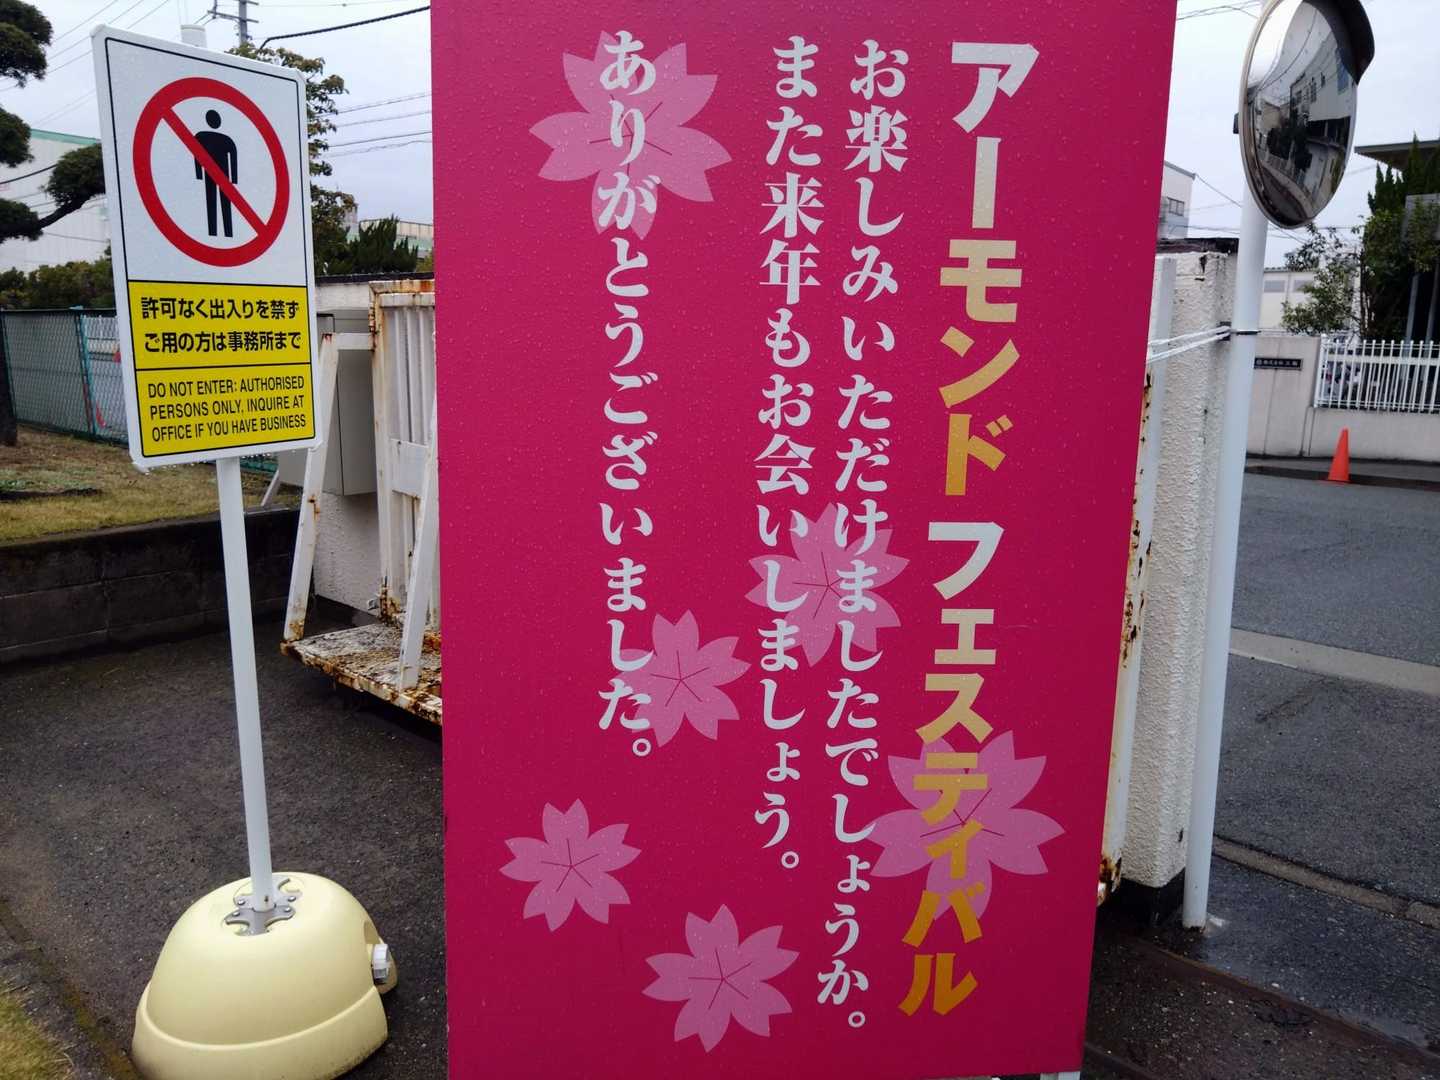 許可なく出入りを禁ず
ご用の方は事務所まで
DO NOT ENTER: AUTHORISED
PERSONS ONLY, INQUIRE AT
OFFICE IF YOU HAVE BUSINESS
アーモンド フェスティバル
お楽しみいただけましたでしょうか。
また来年もお会いしましょう。
ありがとうございました。